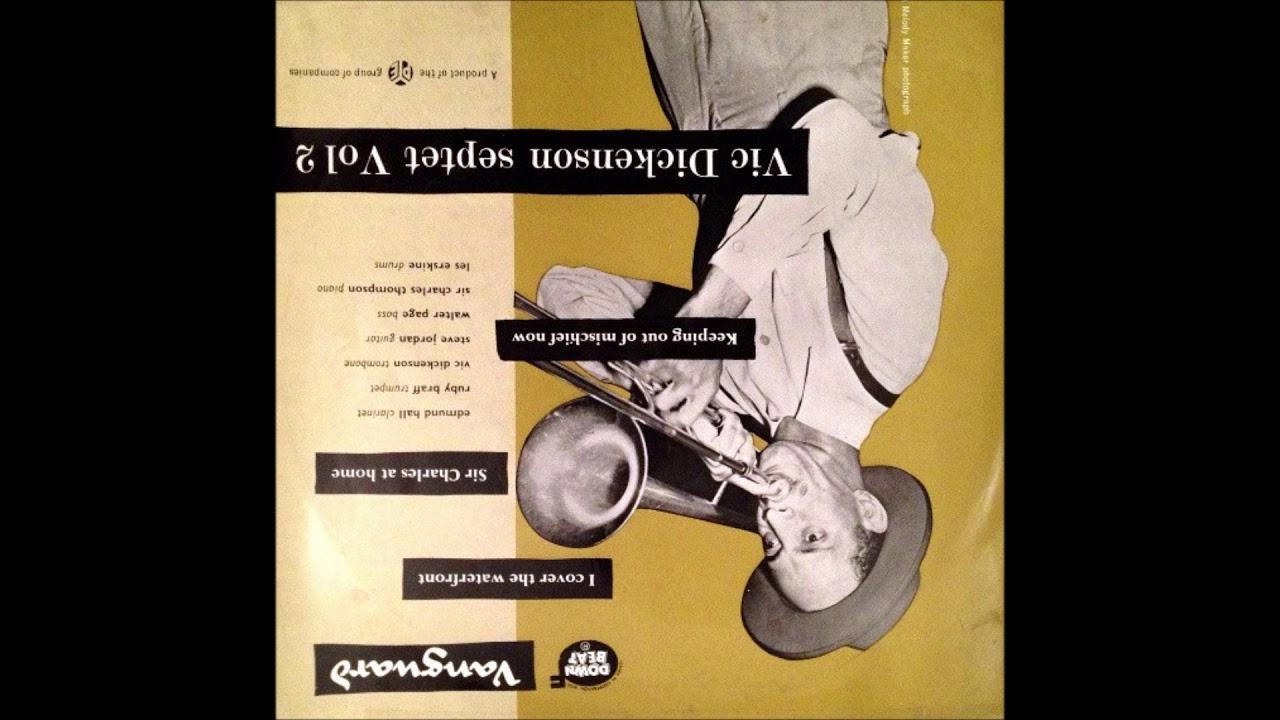 DOWN
BEAT
Vanguard
I cover the waterfront
Sir Charles at home
edmund hall clarinet
ruby braff trumpet
vic dickenson trombone
steve jordan guitar
walter page bass
sir charles thompson piano
les erskine drums
Keeping out of mischief now
Vic Dickenson septet Vol 2
A product of the PYE group of companies
Melody Maker photograph